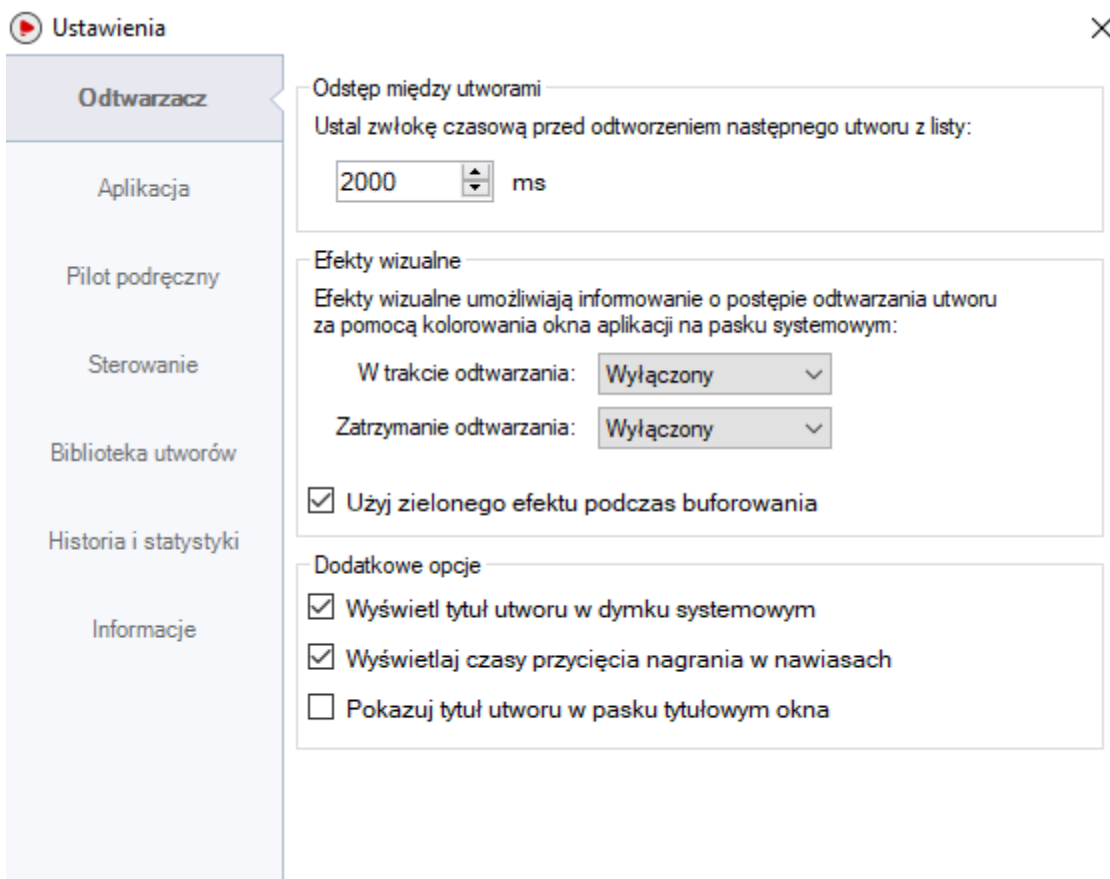 Ustawienia
Odtwarzacz
Aplikacja
Pilot podręczny
Sterowanie
Biblioteka utworów
Historia i statystyki
Informacje
Odstęp między utworami
Ustal zwłokę czasową przed odtworzeniem następnego utworu z listy:
2000 ms
Efekty wizualne
Efekty wizualne umożliwiają informowanie o postępie odtwarzania utworu
za pomocą kolorowania okna aplikacji na pasku systemowym:
W trakcie odtwarzania: Wyłączony
Zatrzymanie odtwarzania: Wyłączony
Użyj zielonego efektu podczas buforowania
Dodatkowe opcje
Wyświetl tytuł utworu w dymku systemowym
Wyświetlaj czasy przycięcia nagrania w nawiasach
Pokazuj tytuł utworu w pasku tytułowym okna